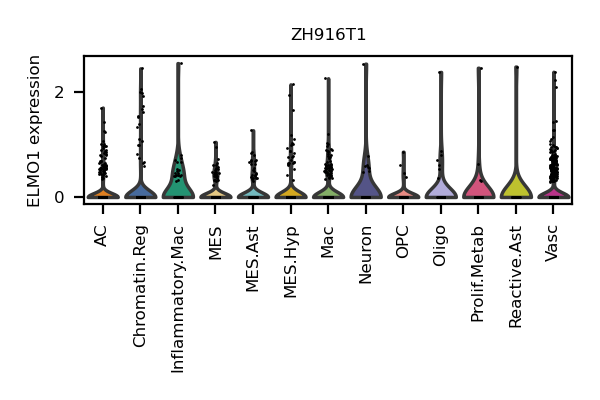 ZH916T1
ELMO1 expression
2
0
AC
Chromatin.Reg
Inflammatory.Mac
MES
MES.Ast
MES.Hyp
Mac
Neuron
OPC
Oligo
Prolif.Metab
Reactive.Ast
Vasc